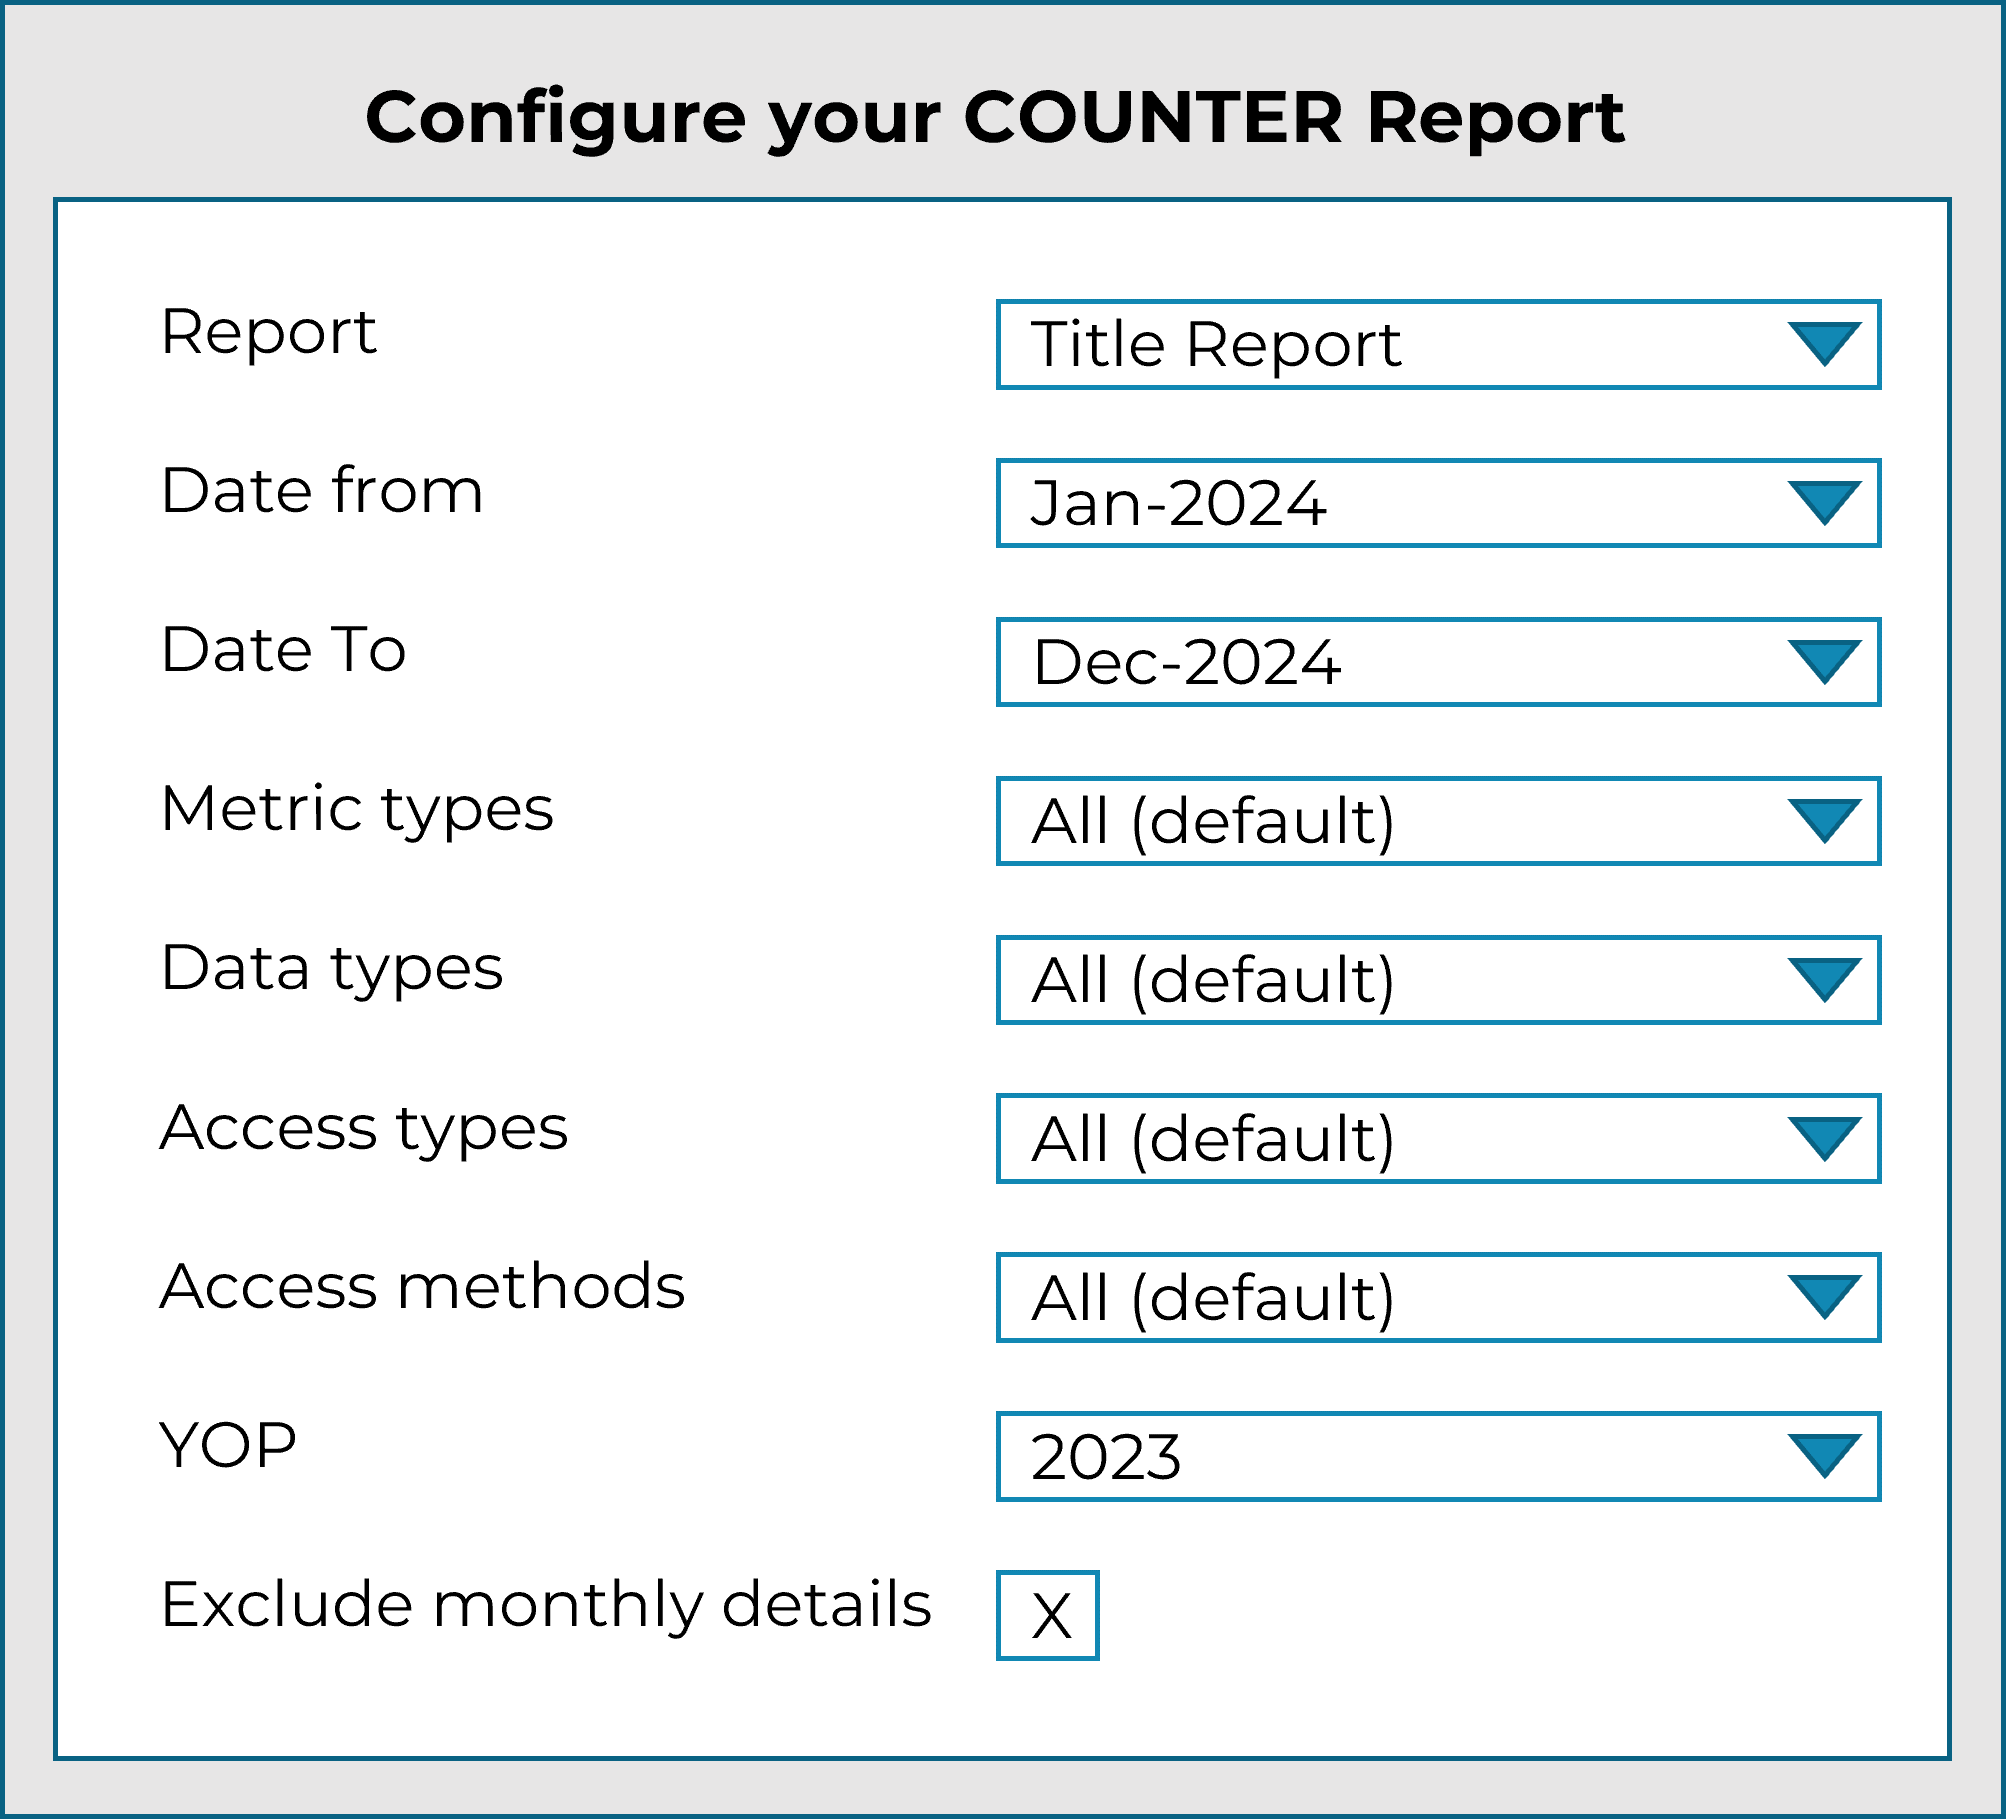 Configure your COUNTER Report
Report Title Report
Date from Jan-2024
Date To Dec-2024
Metric types All (default)
Data types All (default)
Access types All (default)
Access methods All (default)
YOP 2023
Exclude monthly details X